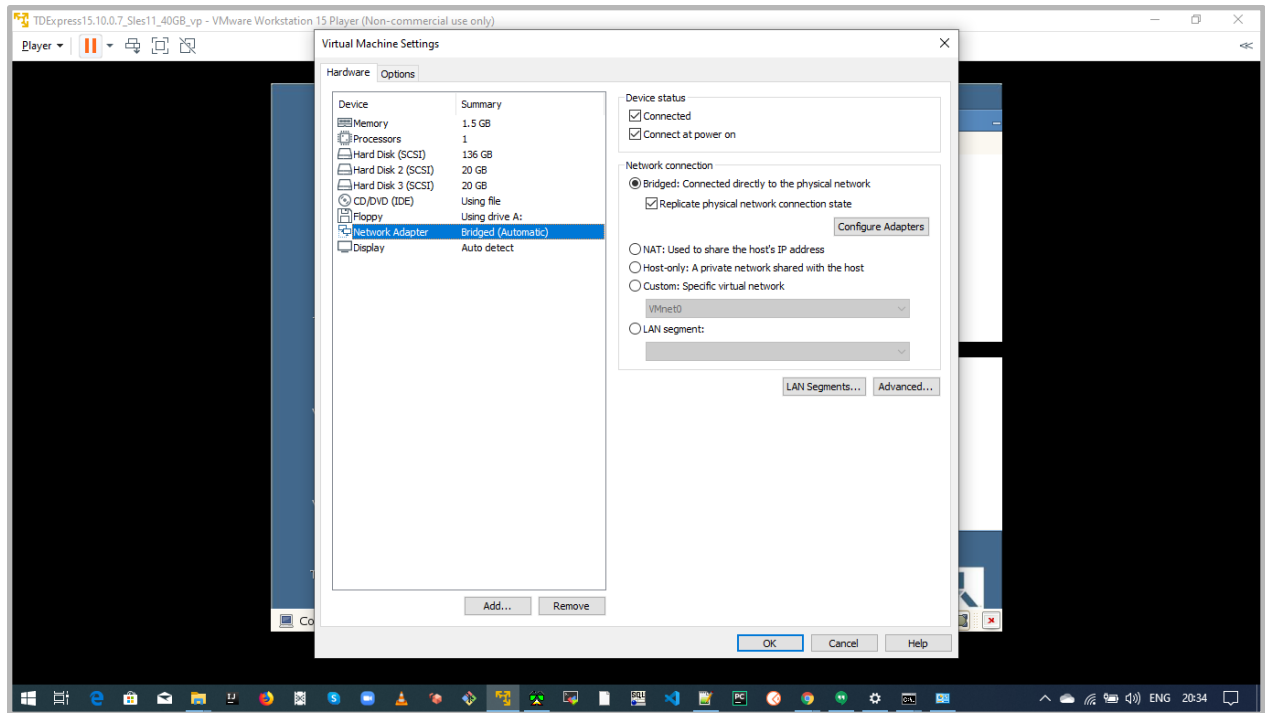 TDExpress15.10.0.7_Sles11_40GB_vp - VMware Workstation 15 Player (Non-commercial use only)
Player
Virtual Machine Settings
Hardware Options
Device Summary
Memory 1.5 GB
Processors 1
Hard Disk (SCSI) 136 GB
Hard Disk 2 (SCSI) 20 GB
Hard Disk 3 (SCSI) 20 GB
CD/DVD (IDE) Using file
Floppy Using drive A:
Network Adapter Bridged (Automatic)
Display Auto detect
Add... Remove
Device status
Connected
Connect at power on
Network connection
Bridged: Connected directly to the physical network
Replicate physical network connection state
Configure Adapters
NAT: Used to share the host's IP address
Host-only: A private network shared with the host
Custom: Specific virtual network
VMnet0
LAN segment:
LAN Segments... Advanced...
Co
OK Cancel Help
ENG 20:34